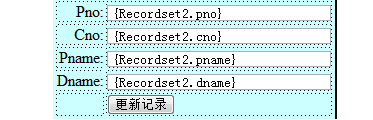 Pno: {Recordset2.pno}
Cno: {Recordset2.cno}
Pname: {Recordset2.pname}
Dname: {Recordset2.dname}
更新记录